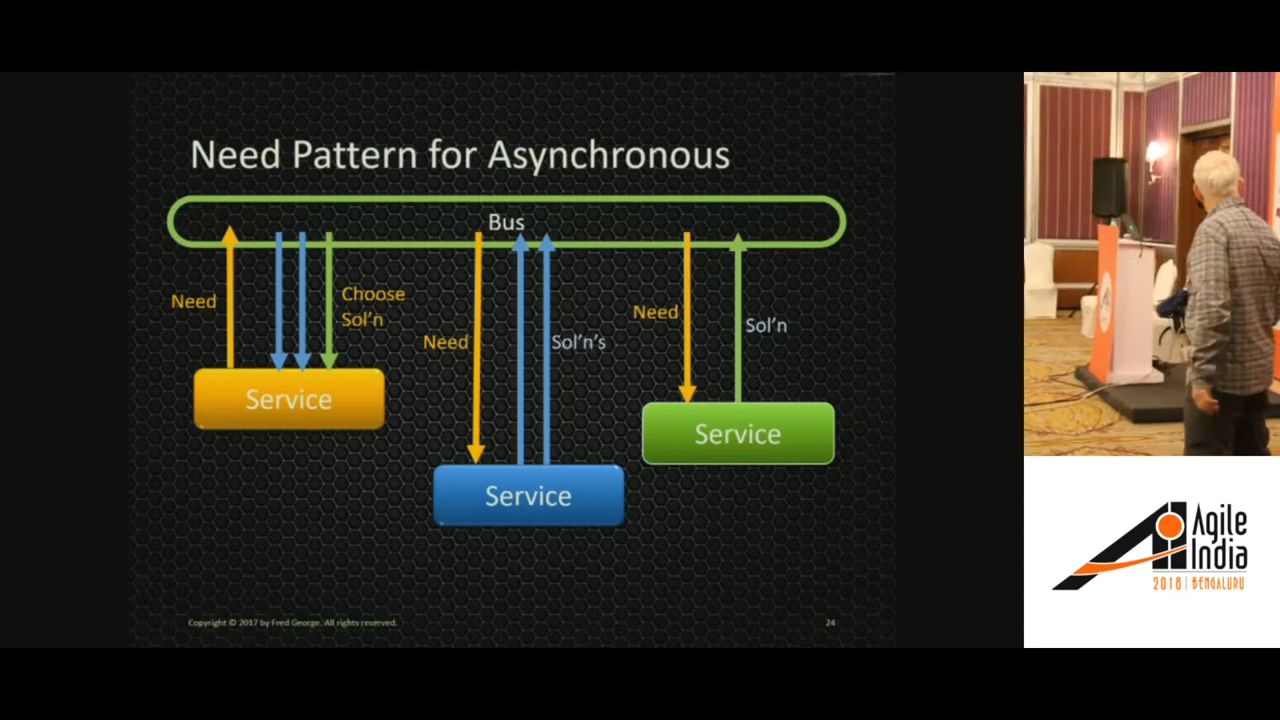 Need Pattern for Asynchronous
Bus
Need
Choose
Sol'n
Need
Sol'n's
Need
Sol'n
Service
Service
Service
Copyright © 2017 by Fred George. All rights reserved.
24
Agile
India
2018 | BENGALURU